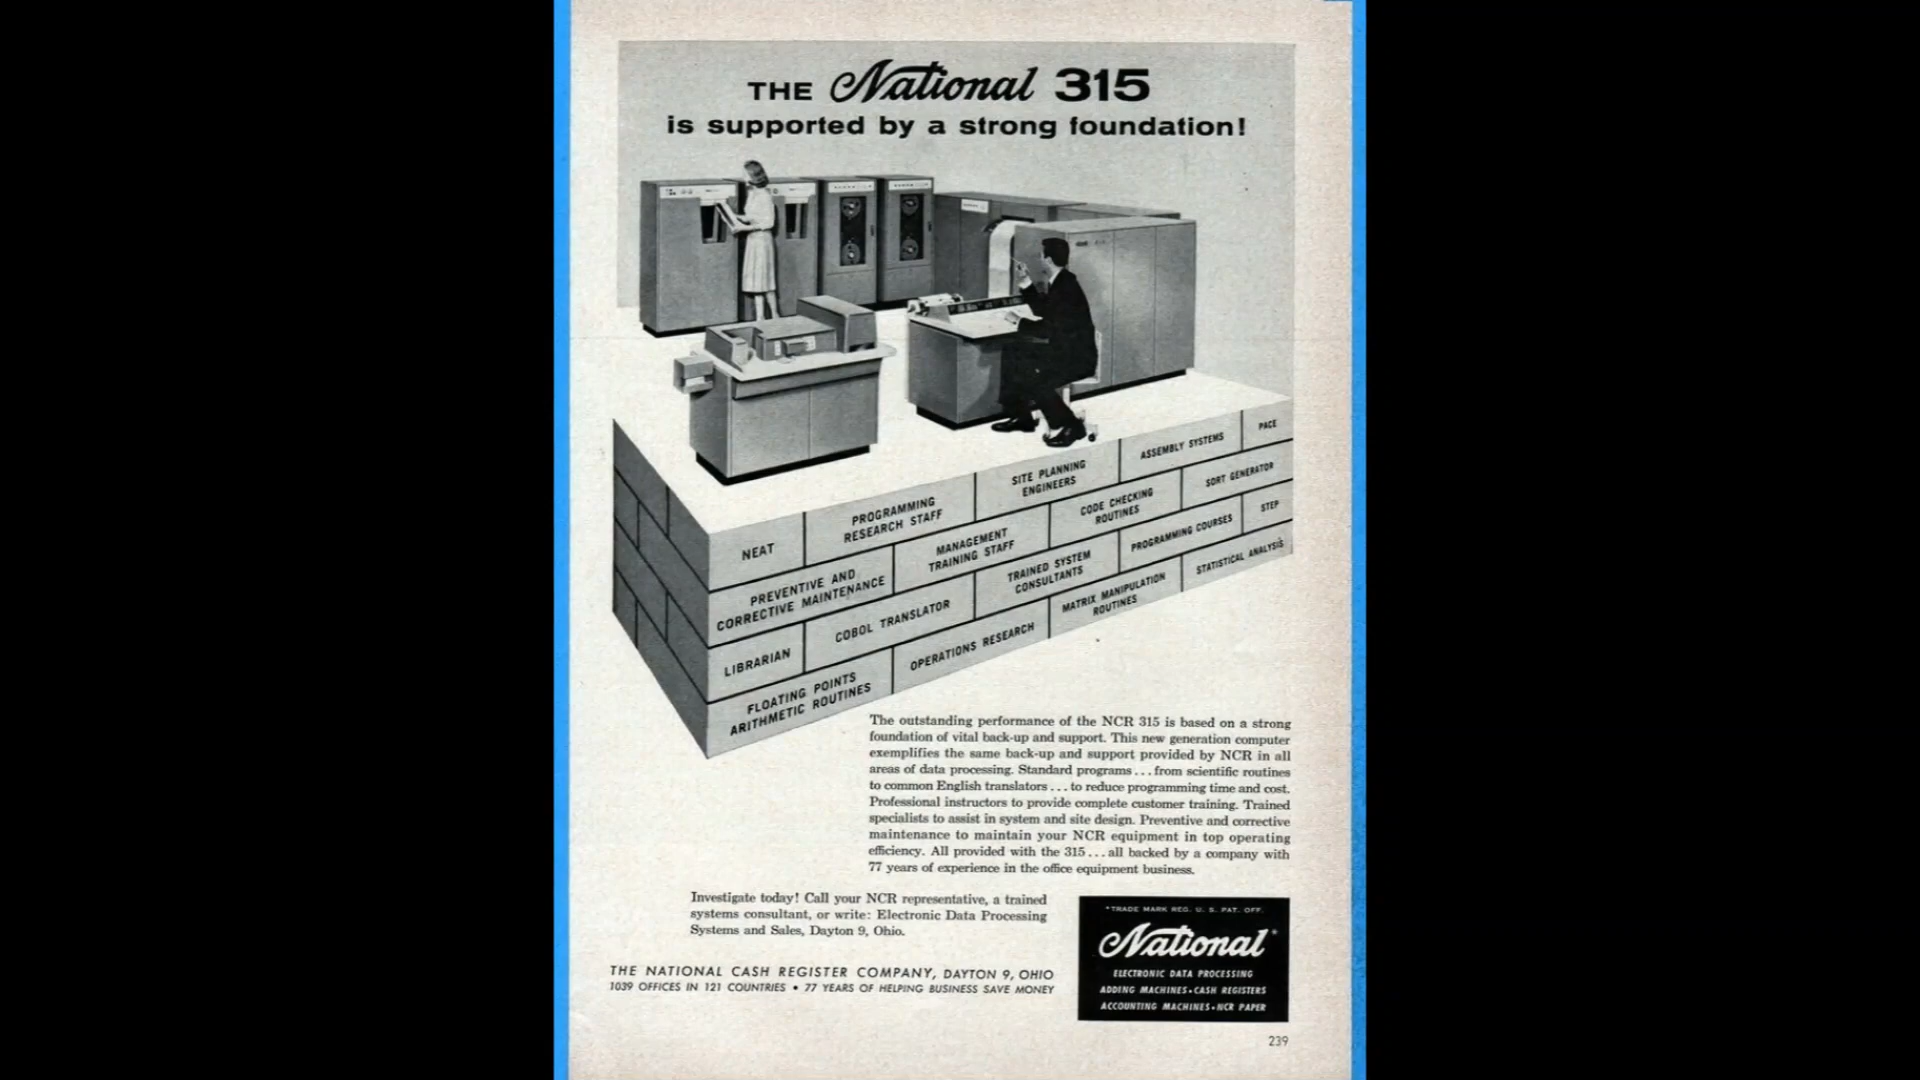 THE National 315
is supported by a strong foundation!
NEAT
PROGRAMMING
RESEARCH STAFF
SITE PLANNING
ENGINEERS
ASSEMBLY SYSTEMS
PACE
PREVENTIVE AND
CORRECTIVE MAINTENANCE
MANAGEMENT
TRAINING STAFF
CODE CHECKING
ROUTINES
SORT GENERATOR
LIBRARIAN
COBOL TRANSLATOR
TRAINED SYSTEM
CONSULTANTS
PROGRAMMING COURSES
STEP
FLOATING POINTS
ARITHMETIC ROUTINES
OPERATIONS RESEARCH
MATRIX MANIPULATION
ROUTINES
STATISTICAL ANALYSIS
The outstanding performance of the NCR 315 is based on a strong
foundation of vital back-up and support. This new generation computer
exemplifies the same back-up and support provided by NCR in all
areas of data processing. Standard programs . . . from scientific routines
to common English translators . . . to reduce programming time and cost.
Professional instructors to provide complete customer training. Trained
specialists to assist in system and site design. Preventive and corrective
maintenance to maintain your NCR equipment in top operating
efficiency. All provided with the 315 . . . all backed by a company with
77 years of experience in the office equipment business.
Investigate today! Call your NCR representative, a trained
systems consultant, or write: Electronic Data Processing
Systems and Sales, Dayton 9, Ohio.
THE NATIONAL CASH REGISTER COMPANY, DAYTON 9, OHIO
1039 OFFICES IN 121 COUNTRIES • 77 YEARS OF HELPING BUSINESS SAVE MONEY
*TRADE MARK REG. U. S. PAT. OFF.
National*
ELECTRONIC DATA PROCESSING
ADDING MACHINES • CASH REGISTERS
ACCOUNTING MACHINES • NCR PAPER
239